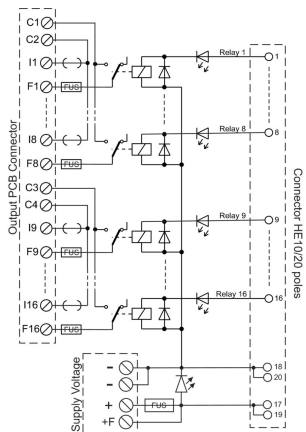 C1
C2
I1
F1
FUS
Relay 1
1
I8
F8
FUS
Relay 8
8
C3
C4
I9
F9
FUS
Relay 9
9
I16
F16
FUS
Relay 16
16
Output PCB Connector
Connector HE10/20 poles
Supply Voltage
-
-
+
+F
FUS
18
20
17
19